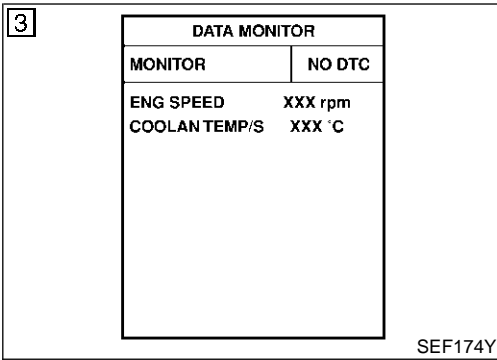 3
DATA MONITOR
MONITOR NO DTC
ENG SPEED XXX rpm
COOLAN TEMP/S XXX °C
SEF174Y